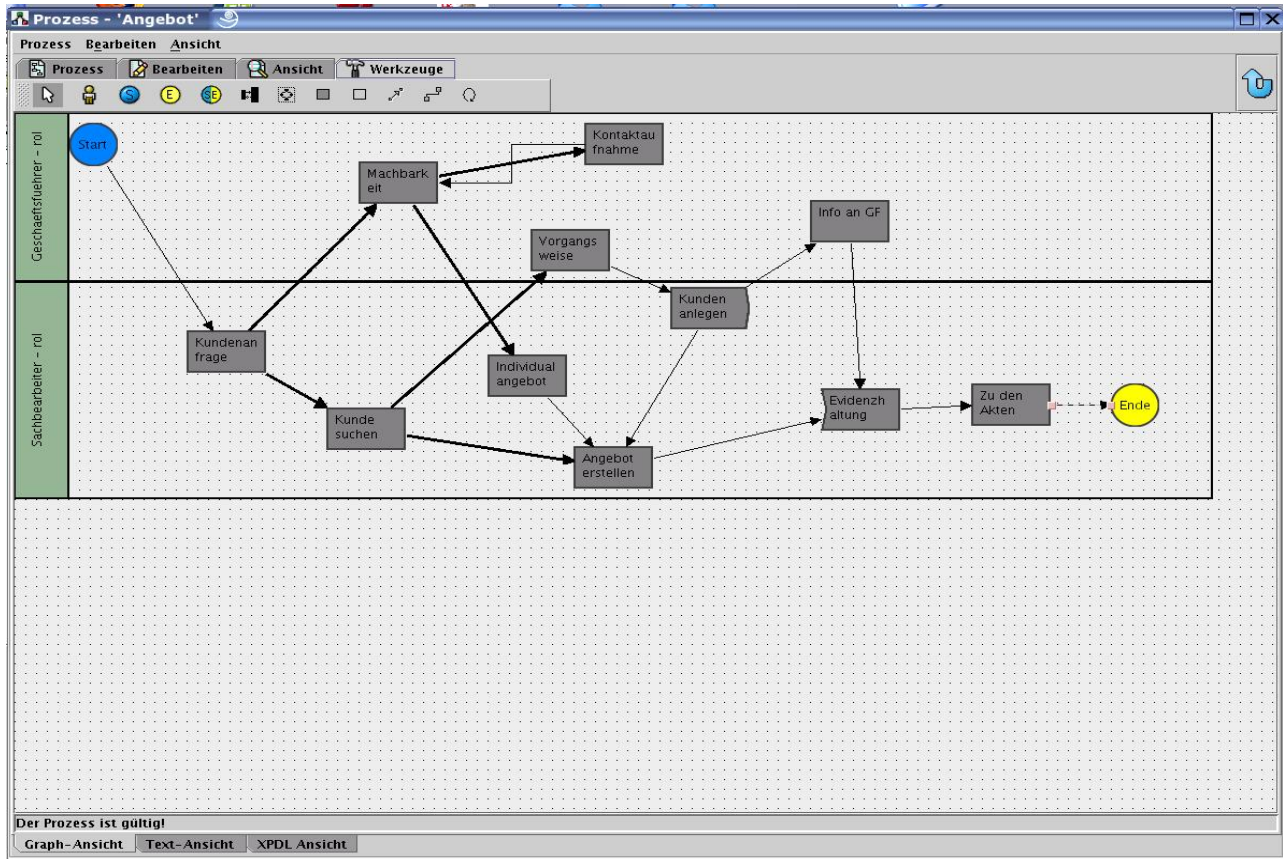 Prozess - 'Angebot'
Prozess Bearbeiten Ansicht
Prozess Bearbeiten Ansicht Werkzeuge
S E SE
Geschaeftsfuehrer - rol
Start
Kontaktau
fnahme
Machbark
eit
Info an GF
Vorgangs
weise
Sachbearbeiter - rol
Kunden
anlegen
Kundenan
frage
Individual
angebot
Kunde
suchen
Evidenzh
altung
Zu den
Akten
Ende
Angebot
erstellen
Der Prozess ist gültig!
Graph-Ansicht Text-Ansicht XPDL Ansicht